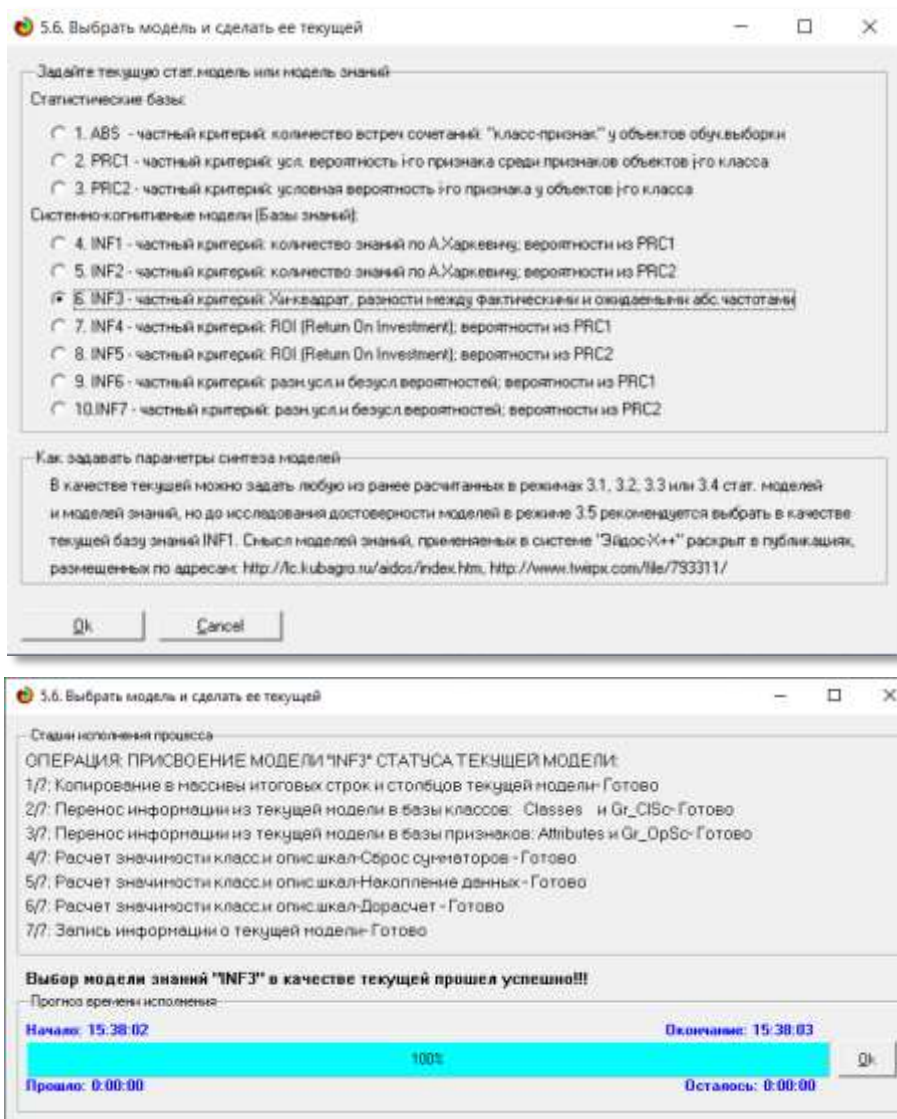 5.6. Выбрать модель и сделать ее текущей
Задайте текущую стат.модель или модель знаний
Статистические базы:
1. ABS - частный критерий: количество встреч сочетаний: "класс-признак" у объектов обуч.выборки
2. PRC1 - частный критерий: усл. вероятность i-го признака среди признаков объектов j-го класса
3. PRC2 - частный критерий: условная вероятность i-го признака у объектов j-го класса
Системно-когнитивные модели (Базы знаний):
4. INF1 - частный критерий: количество знаний по А.Харкевичу; вероятности из PRC1
5. INF2 - частный критерий: количество знаний по А.Харкевичу; вероятности из PRC2
6. INF3 - частный критерий: Хи-квадрат, разности между фактическими и ожидаемыми абс.частотами
7. INF4 - частный критерий: ROI (Return On Investment); вероятности из PRC1
8. INF5 - частный критерий: ROI (Return On Investment); вероятности из PRC2
9. INF6 - частный критерий: разн.усл.и безусл.вероятностей; вероятности из PRC1
10.INF7 - частный критерий: разн.усл.и безусл.вероятностей; вероятности из PRC2
Как задавать параметры синтеза моделей
В качестве текущей можно задать любую из ранее расчитанных в режимах 3.1, 3.2, 3.3 или 3.4 стат. моделей
и моделей знаний, но до исследования достоверности моделей в режиме 3.5 рекомендуется выбрать в качестве
текущей базу знаний INF1. Смысл моделей знаний, применяемых в системе "Эйдос-Х++" раскрыт в публикациях,
размещенных по адресам: http://lc.kubagro.ru/aidos/index.htm, http://www.twirpx.com/file/793311/
Ok Cancel
5.6. Выбрать модель и сделать ее текущей
Стадии исполнения процесса
ОПЕРАЦИЯ: ПРИСВОЕНИЕ МОДЕЛИ "INF3" СТАТУСА ТЕКУЩЕЙ МОДЕЛИ:
1/7: Копирование в массивы итоговых строк и столбцов текущей модели- Готово
2/7: Перенос информации из текущей модели в базы классов: Classes и Gr_ClSc- Готово
3/7: Перенос информации из текущей модели в базы признаков: Attributes и Gr_OpSc- Готово
4/7: Расчет значимости класс.и опис.шкал-Сброс сумматоров - Готово
5/7: Расчет значимости класс.и опис.шкал-Накопление данных - Готово
6/7: Расчет значимости класс.и опис.шкал-Дорасчет - Готово
7/7: Запись информации о текущей модели- Готово
Выбор модели знаний "INF3" в качестве текущей прошел успешно!!!
Прогноз времени исполнения
Начало: 15:38:02 Окончание: 15:38:03
100% Ok
Прошло: 0:00:00 Осталось: 0:00:00